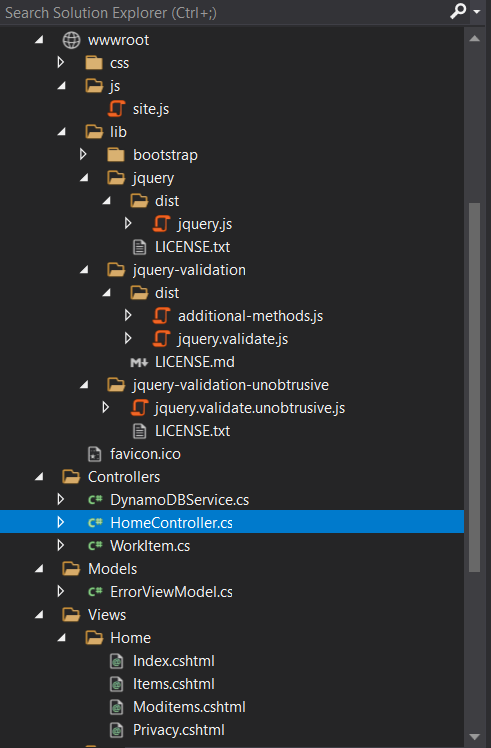 Search Solution Explorer (Ctrl+;)
wwwroot
css
js
site.js
lib
bootstrap
jquery
dist
jquery.js
LICENSE.txt
jquery-validation
dist
additional-methods.js
jquery.validate.js
M↓ LICENSE.md
jquery-validation-unobtrusive
jquery.validate.unobtrusive.js
LICENSE.txt
favicon.ico
Controllers
C# DynamoDBService.cs
C# HomeController.cs
C# WorkItem.cs
Models
C# ErrorViewModel.cs
Views
Home
@ Index.cshtml
@ Items.cshtml
@ Moditems.cshtml
@ Privacy.cshtml